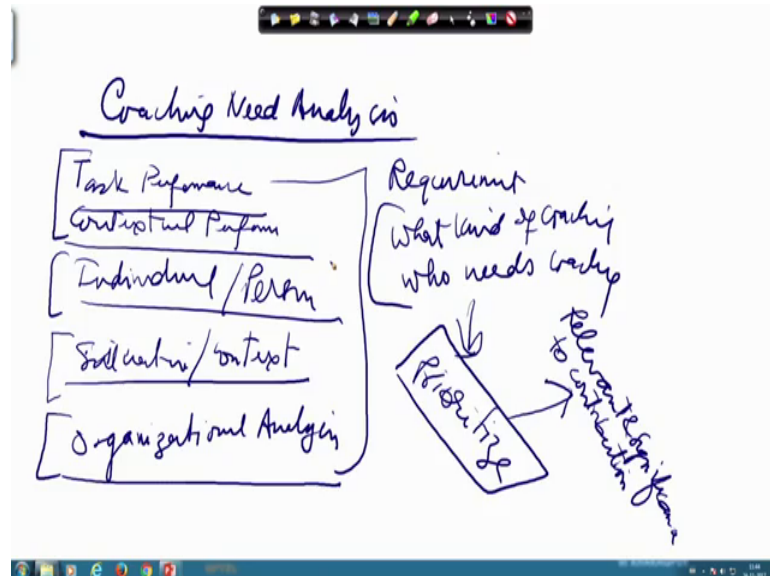 Coaching Need Analysis
Task Performance
Contextual Perform
Individual/Person
Situation/Context
Organizational Analysis
Requirement
What kind of coaching
who needs coaching
Prioritize
Relevant & Significance
to contribution